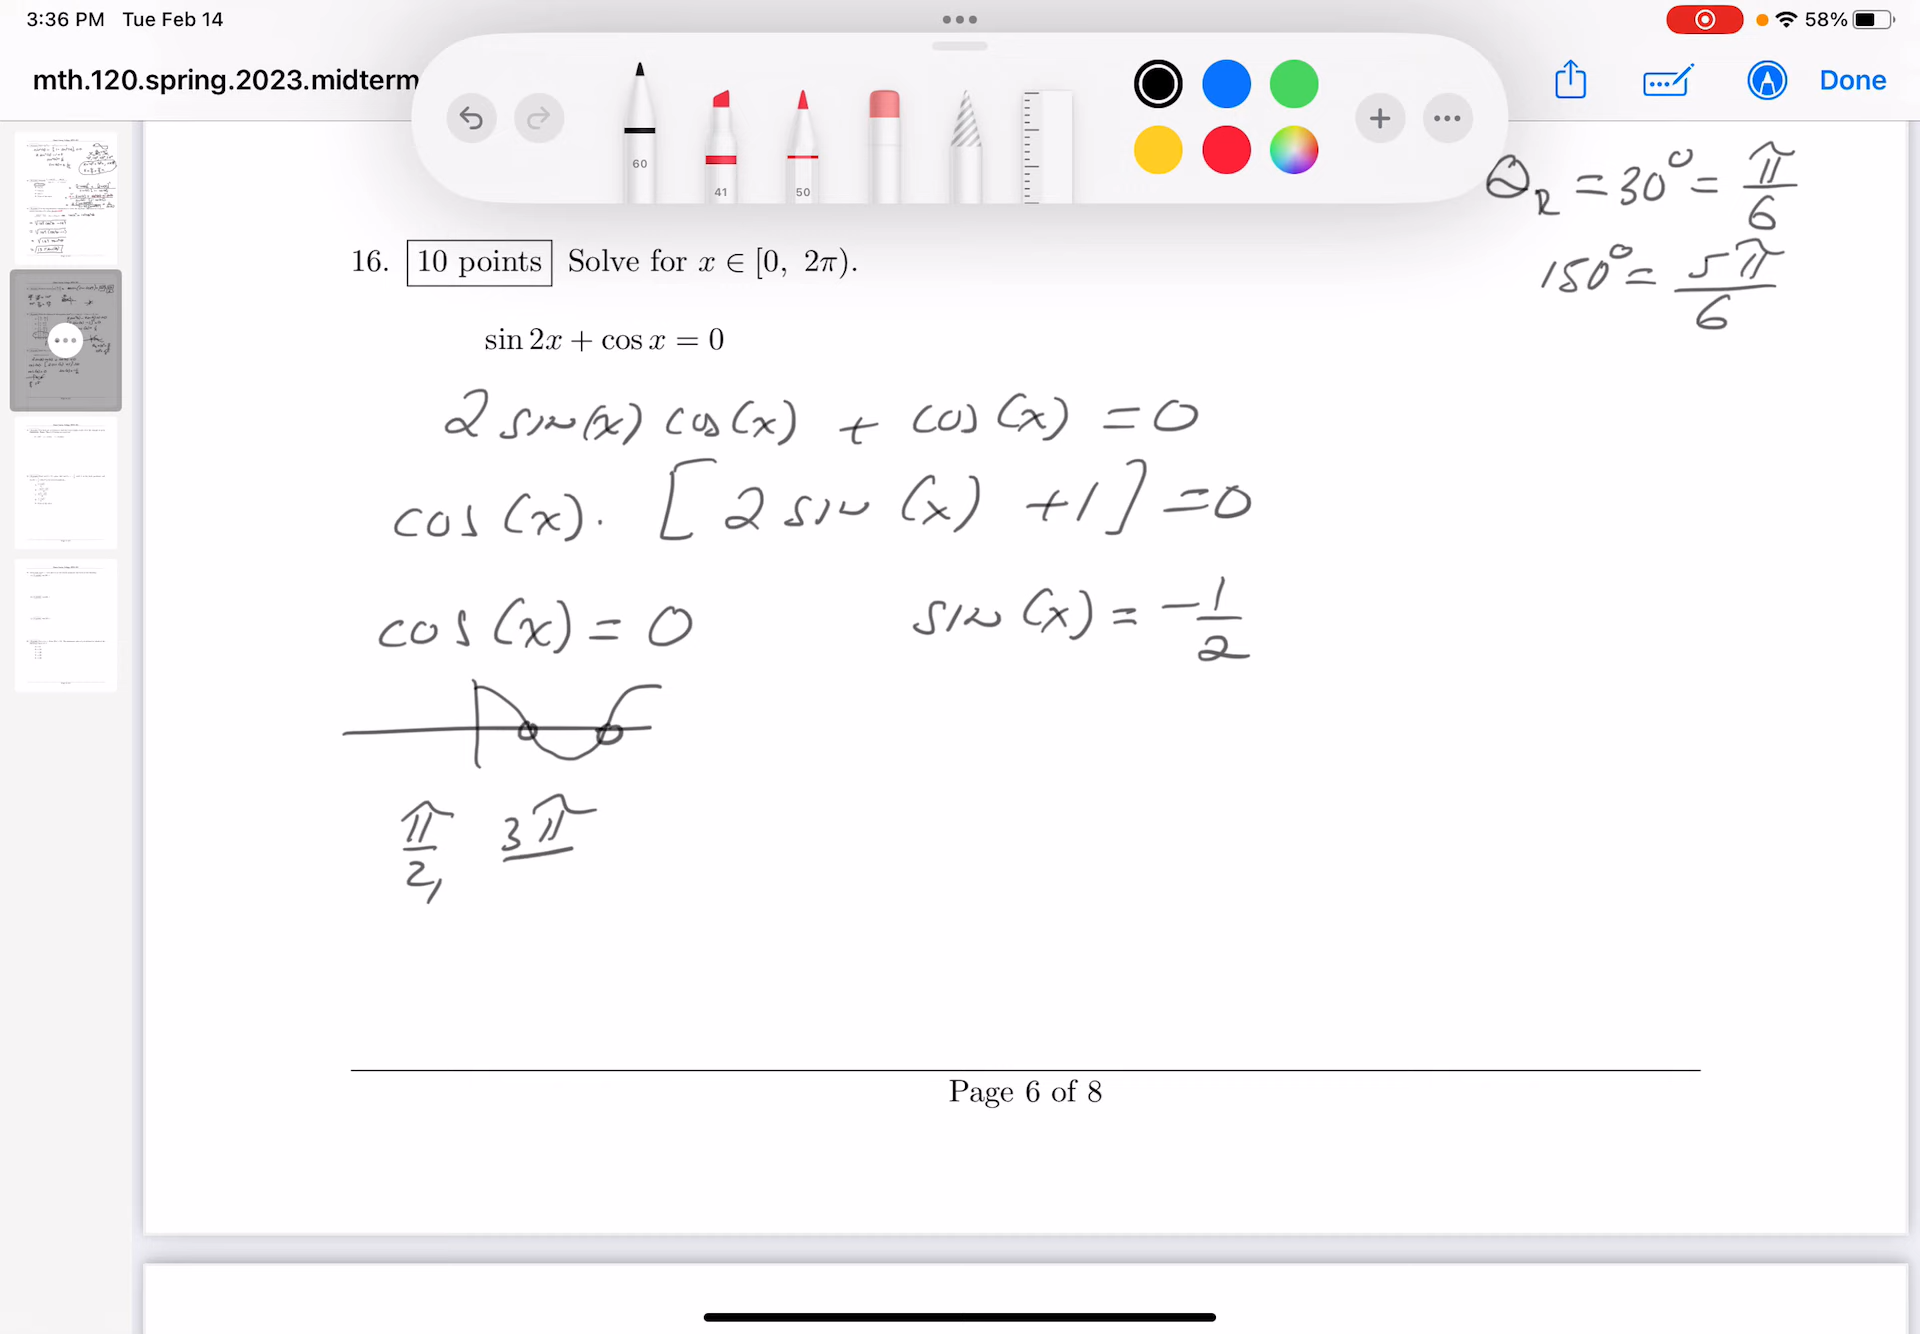 3:36 PM Tue Feb 14
58%
mth.120.spring.2023.midterm
Done
60
41
50
θR = 30° = π/6
150° = 5π/6
16. 10 points Solve for x ∈ [0, 2π).
sin 2x + cos x = 0
2 sin(x) cos(x) + cos(x) = 0
cos(x) · [2 sin(x) + 1] = 0
cos(x) = 0
sin(x) = -1/2
π/2, 3π
Page 6 of 8